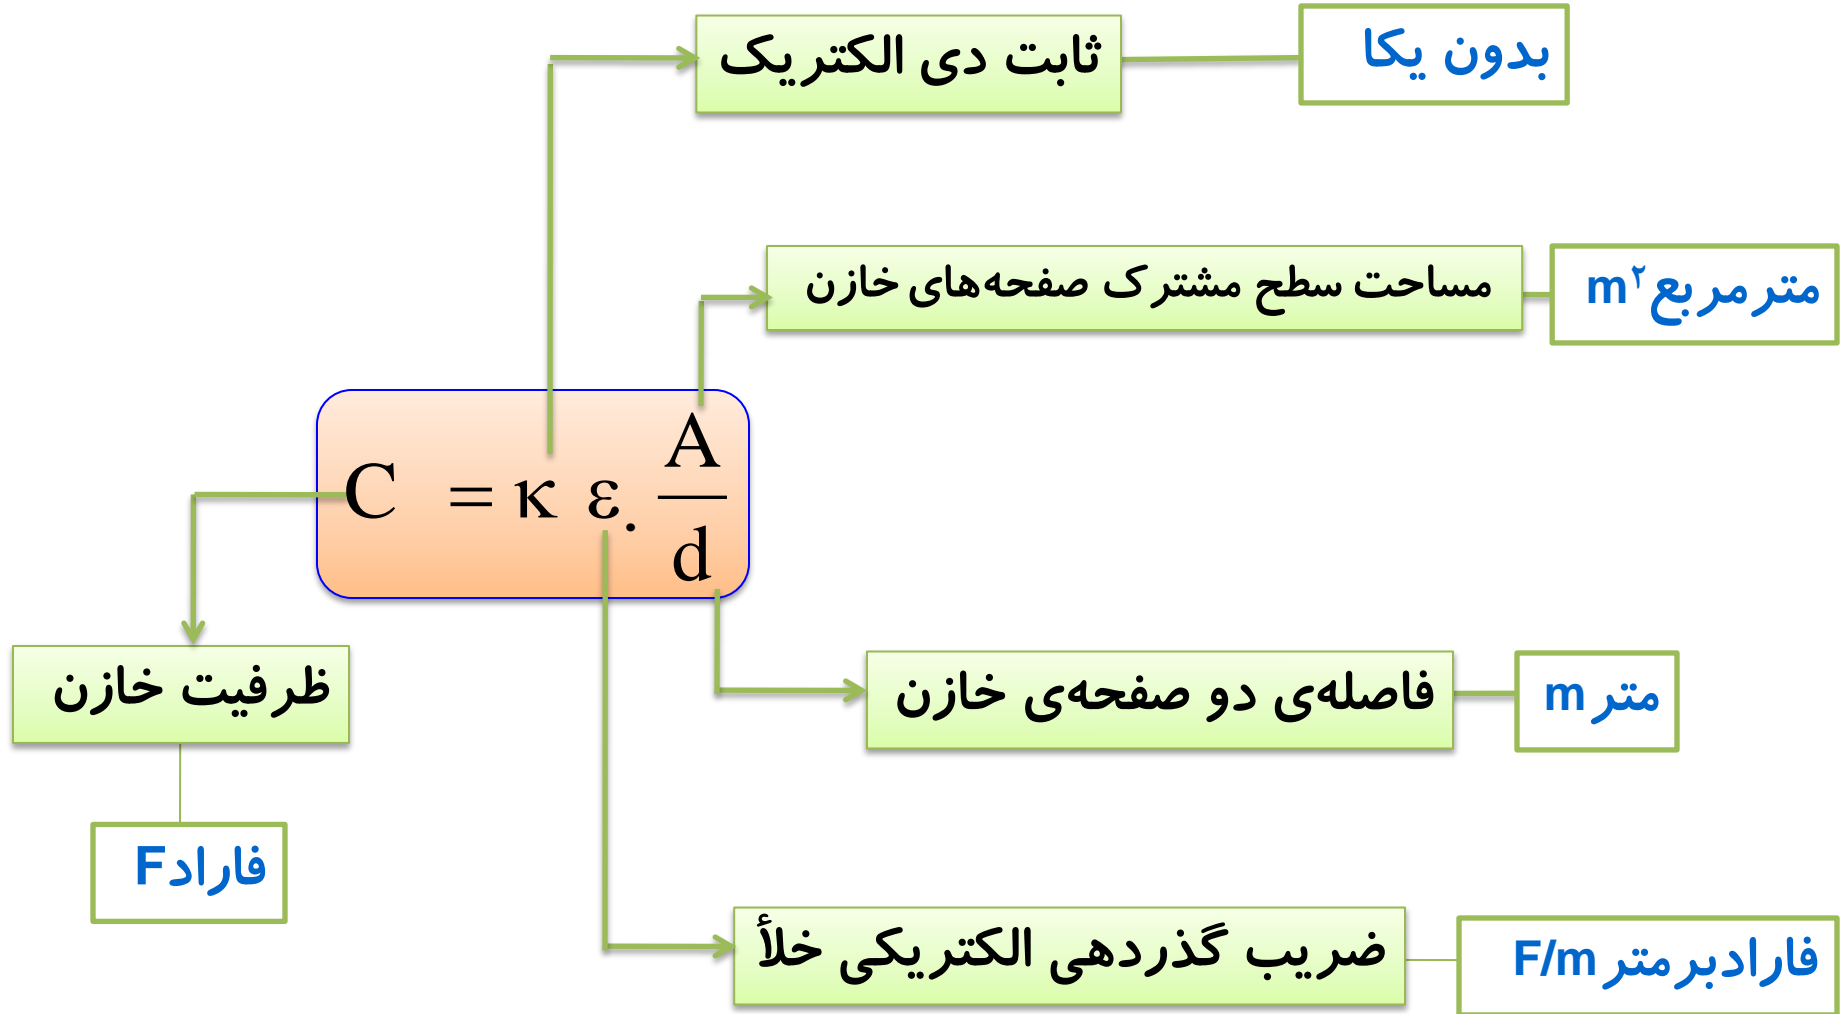 ثابت دی الکتریک
بدون یکا
مساحت سطح مشترک صفحه‌های خازن
مترمربع m۲
C = κ ε. A/d
ظرفیت خازن
فاصله‌ی دو صفحه‌ی خازن
متر m
فاراد F
ضریب گذردهی الکتریکی خلأ
فارادبرمتر F/m